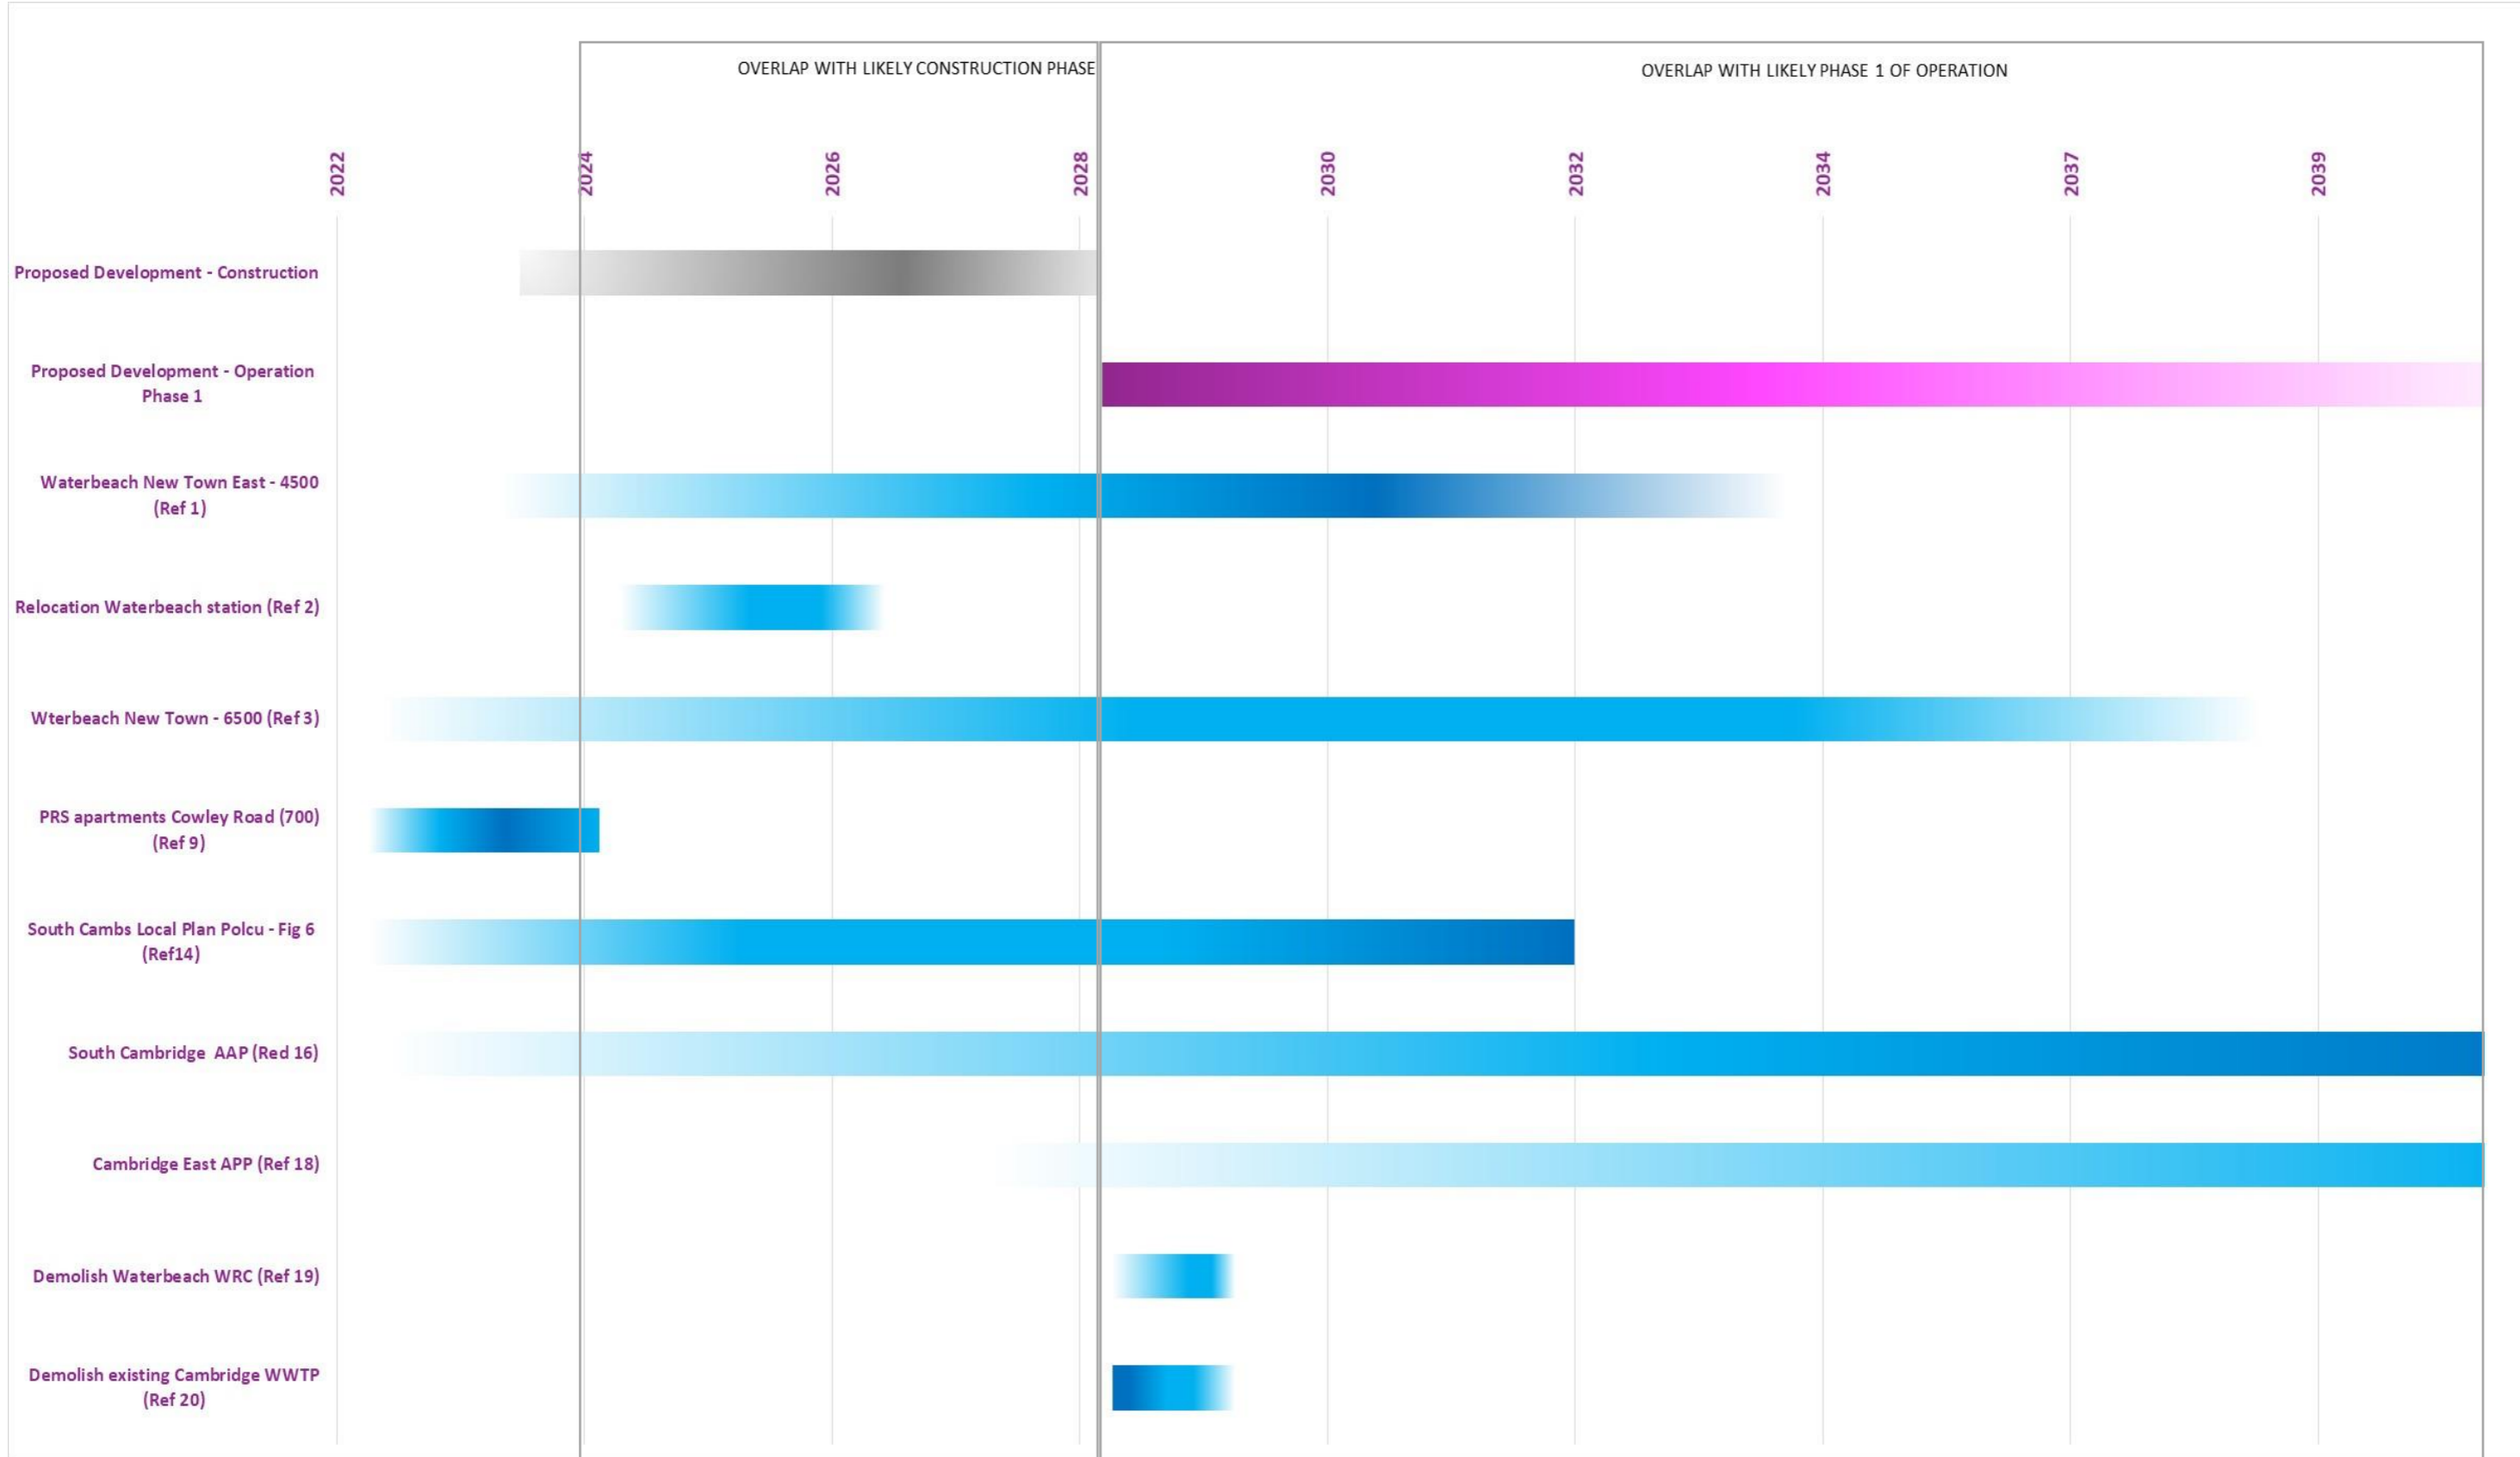 OVERLAP WITH LIKELY CONSTRUCTION PHASE
OVERLAP WITH LIKELY PHASE 1 OF OPERATION
2022
2024
2026
2028
2030
2032
2034
2037
2039
Proposed Development - Construction
Proposed Development - Operation
Phase 1
Waterbeach New Town East - 4500
(Ref 1)
Relocation Waterbeach station (Ref 2)
Wterbeach New Town - 6500 (Ref 3)
PRS apartments Cowley Road (700)
(Ref 9)
South Cambs Local Plan Polcu - Fig 6
(Ref14)
South Cambridge AAP (Red 16)
Cambridge East APP (Ref 18)
Demolish Waterbeach WRC (Ref 19)
Demolish existing Cambridge WWTP
(Ref 20)